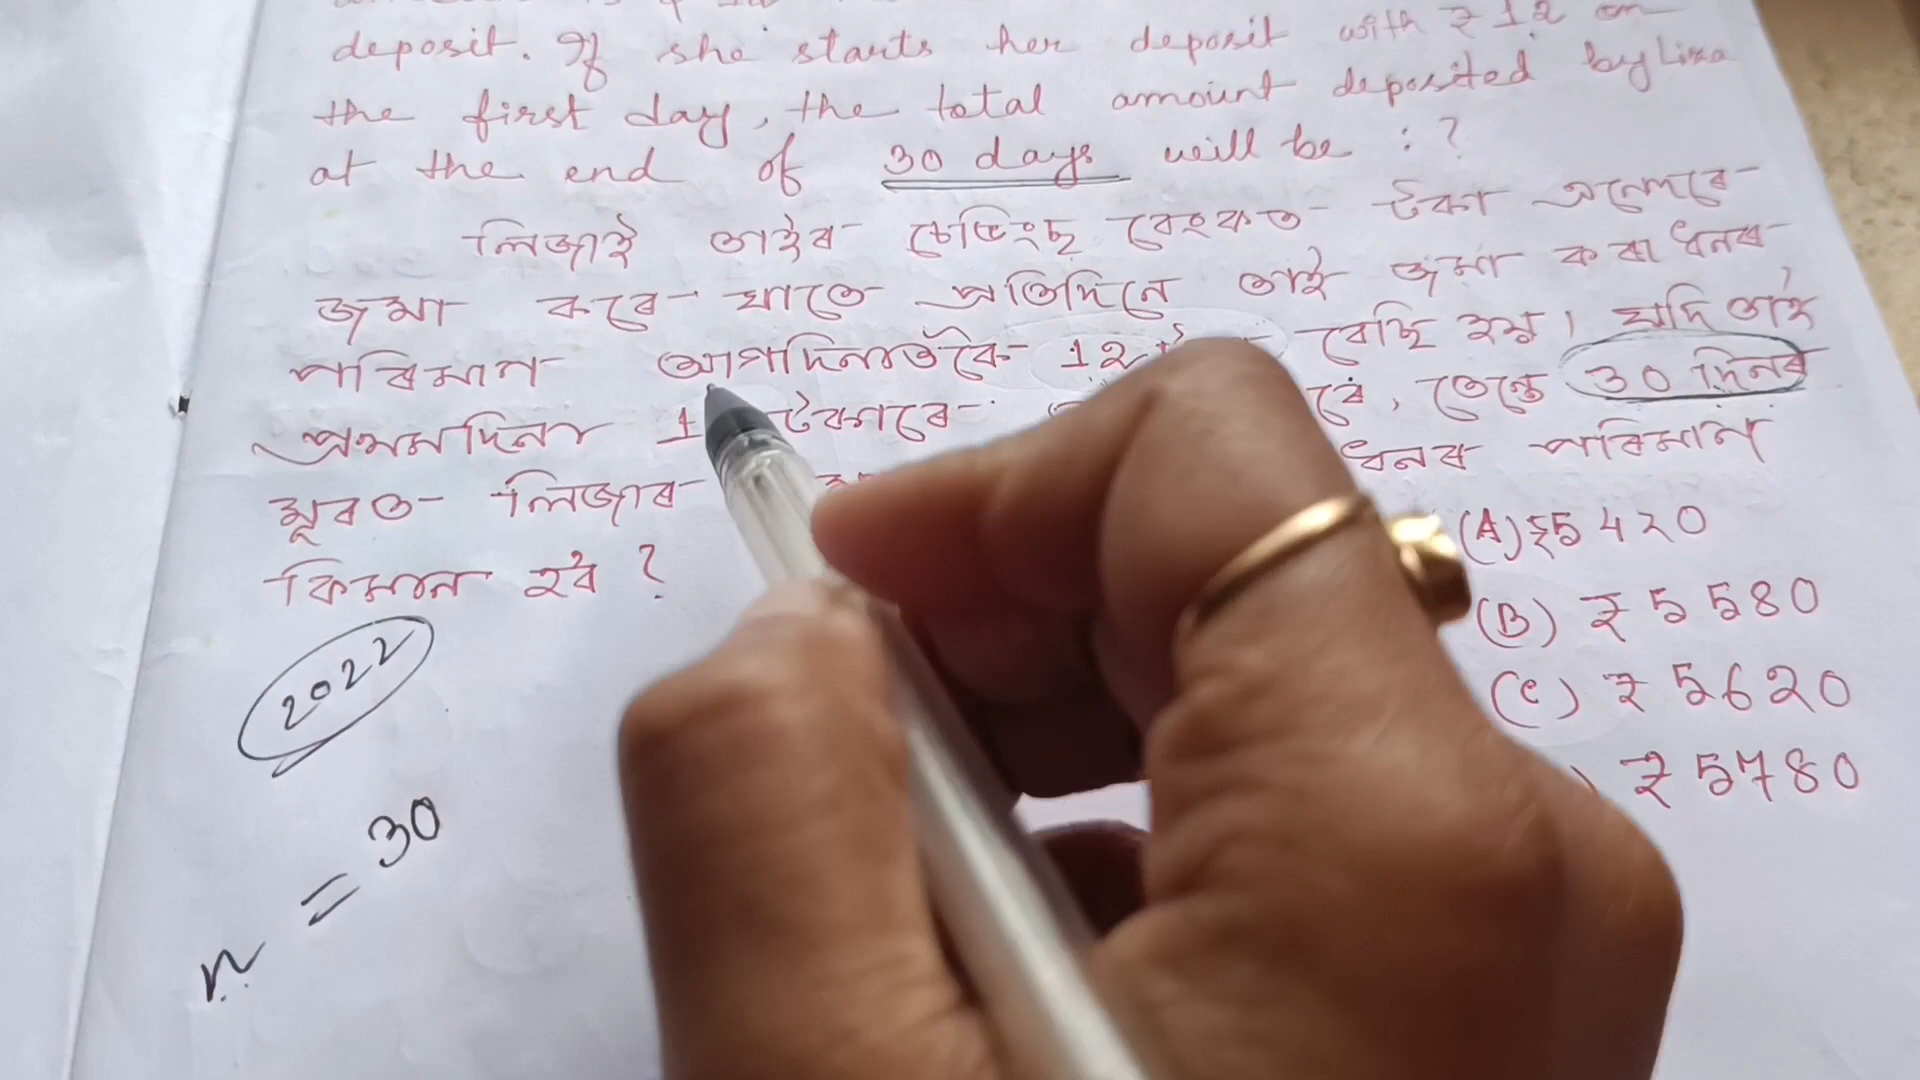 deposit. If she starts her deposit with ₹ 12 on
the first day, the total amount deposited by Liza
at the end of 30 days will be : ?
লিজাই তাইৰ চেভিংছ বেংকত টকা এনেদৰে
জমা কৰে যাতে প্ৰতিদিনে তাই জমা কৰা ধনৰ
পৰিমাণ আগদিনাতকৈ 12 বেছি হয়। যদি তাই
প্ৰথমদিনা 1 টকাৰে ৰে, তেন্তে 30 দিনৰ
মূৰত লিজাৰ ধনৰ পৰিমাণ
কিমান হ'ব ?
(A) ₹ 5420
(B) ₹ 5580
(C) ₹ 5620
) ₹ 5780
2022
n = 30